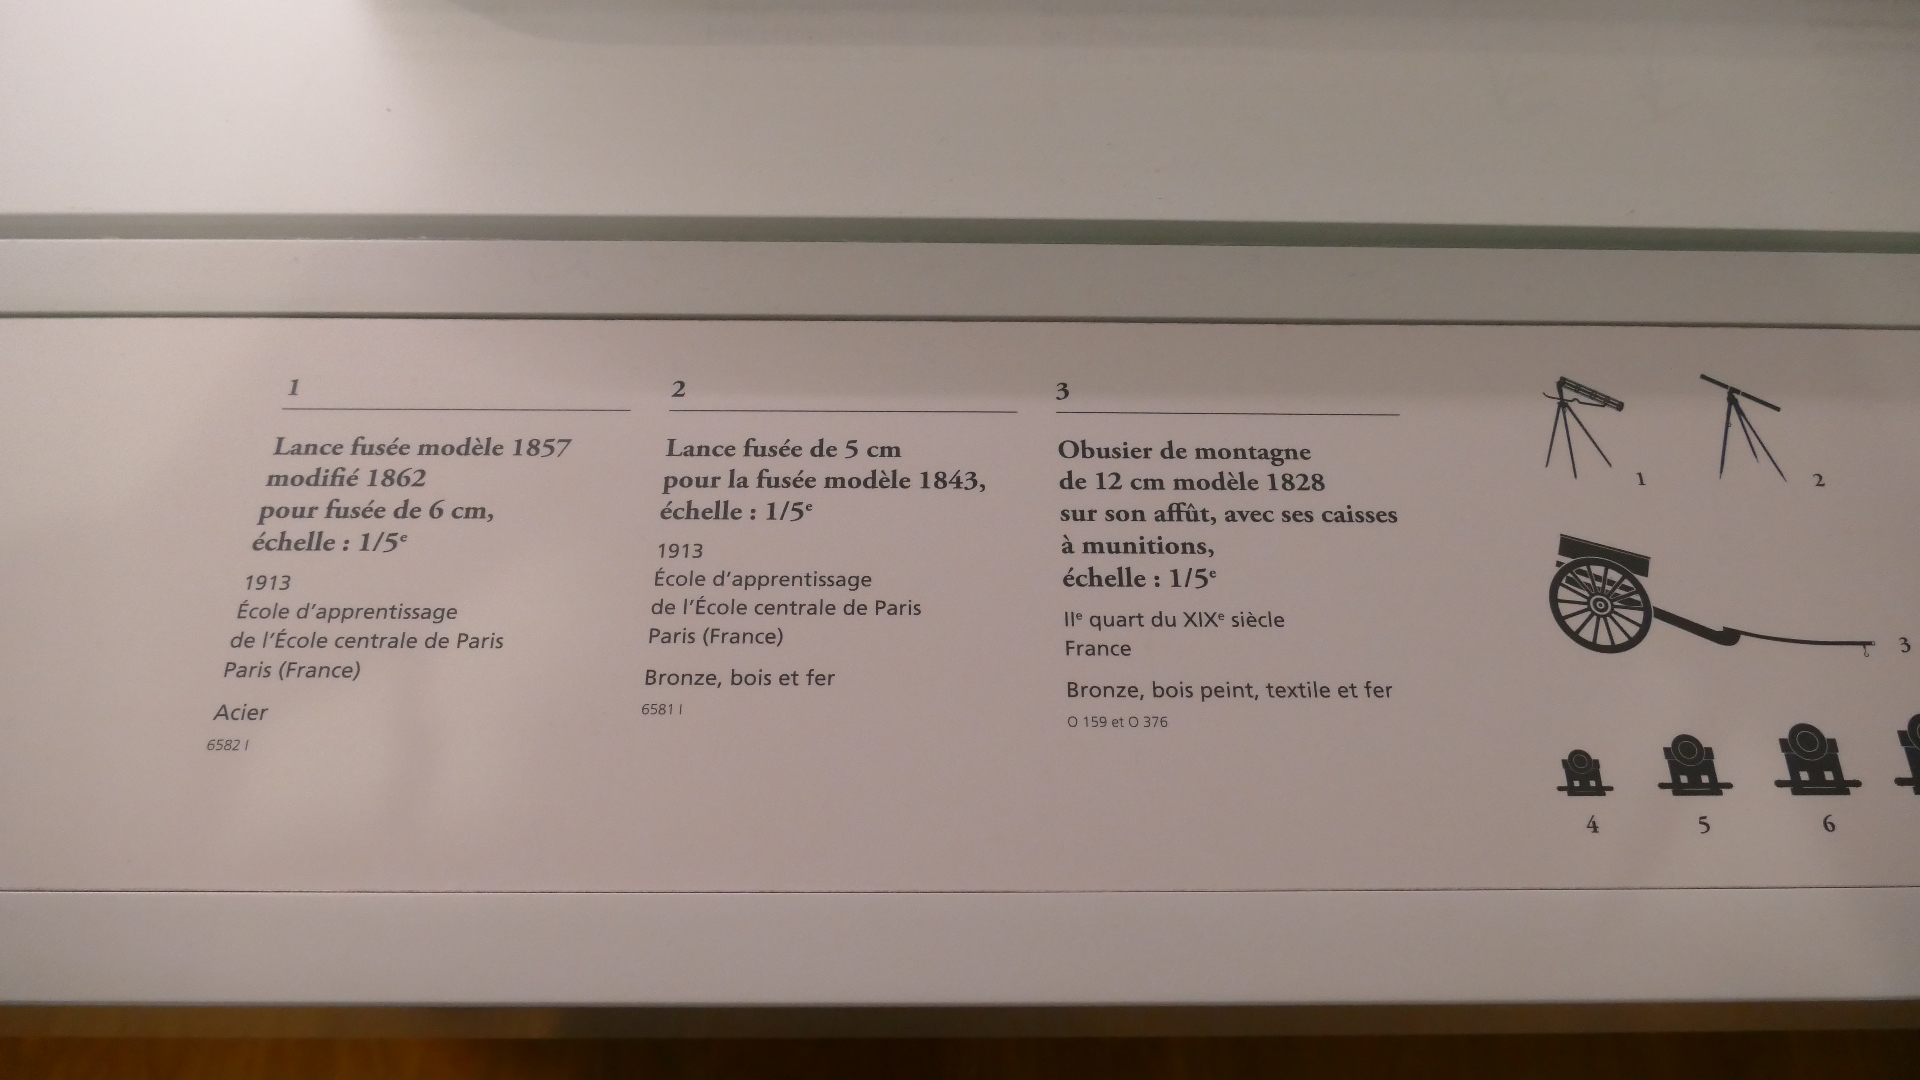 1
Lance fusée modèle 1857
modifié 1862
pour fusée de 6 cm,
échelle : 1/5e
1913
École d'apprentissage
de l'École centrale de Paris
Paris (France)
Acier
6582 I
2
Lance fusée de 5 cm
pour la fusée modèle 1843,
échelle : 1/5e
1913
École d'apprentissage
de l'École centrale de Paris
Paris (France)
Bronze, bois et fer
6581 I
3
Obusier de montagne
de 12 cm modèle 1828
sur son affût, avec ses caisses
à munitions,
échelle : 1/5e
IIe quart du XIXe siècle
France
Bronze, bois peint, textile et fer
O 159 et O 376
1
2
3
4
5
6